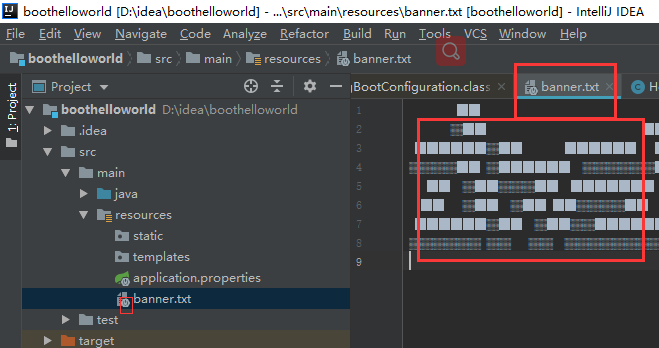 boothelloworld [D:\idea\boothelloworld] - ...\src\main\resources\banner.txt [boothelloworld] - IntelliJ IDEA
File Edit View Navigate Code Analyze Refactor Build Run Tools VCS Window Help
boothelloworld src main resources banner.txt
1: Project
Project
gBootConfiguration.class banner.txt
boothelloworld D:\idea\boothelloworld
.idea
src
main
java
resources
static
templates
application.properties
banner.txt
test
target
1
2
3
4
5
6
7
8
9